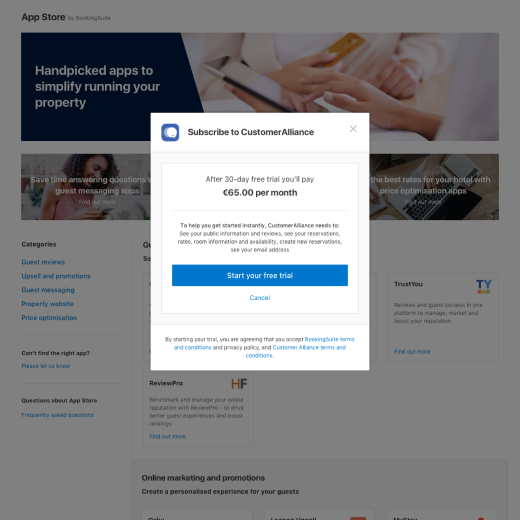 App Store by BookingSuite
Handpicked apps to
simplify running your
property
Subscribe to CustomerAlliance
After 30-day free trial you'll pay
€65.00 per month
To help you get started instantly, CustomerAlliance needs to:
See your public information and reviews, see your reservations,
rates, room information and availability, create new reservations,
see your email address
Start your free trial
Cancel
By starting your trial, you are agreeing that you accept BookingSuite terms
and conditions and privacy policy, and Customer Alliance terms and
conditions.
Save time answering questions
guest messaging apps
Find out more
the best rates for your hotel with
price optimisation apps
Find out more
Categories
Guest reviews
Upsell and promotions
Guest messaging
Property website
Price optimisation
Can't find the right app?
Please let us know
Questions about App Store
Frequently asked questions
TrustYou
TY
Reviews and guest surveys in one
platform to manage, market and
boost your reputation.
Find out more
ReviewPro
HF
Benchmark and manage your online
reputation with ReviewPro – to drive
better guest experiences and boost
rankings.
Find out more
Online marketing and promotions
Create a personalised experience for your guests